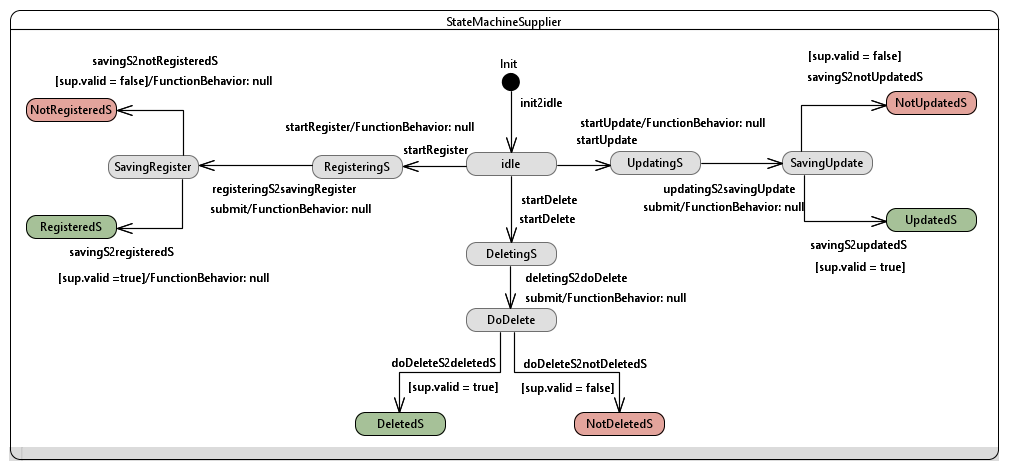 StateMachineSupplier
savingS2notRegisteredS
[sup.valid = false]/FunctionBehavior: null
NotRegisteredS
Init
init2idle
[sup.valid = false]
savingS2notUpdatedS
NotUpdatedS
startRegister/FunctionBehavior: null
startRegister
startUpdate/FunctionBehavior: null
startUpdate
SavingRegister
RegisteringS
idle
UpdatingS
SavingUpdate
registeringS2savingRegister
submit/FunctionBehavior: null
updatingS2savingUpdate
submit/FunctionBehavior: null
startDelete
startDelete
RegisteredS
UpdatedS
savingS2registeredS
[sup.valid =true]/FunctionBehavior: null
savingS2updatedS
[sup.valid = true]
DeletingS
deletingS2doDelete
submit/FunctionBehavior: null
DoDelete
doDeleteS2deletedS
[sup.valid = true]
doDeleteS2notDeletedS
[sup.valid = false]
DeletedS
NotDeletedS